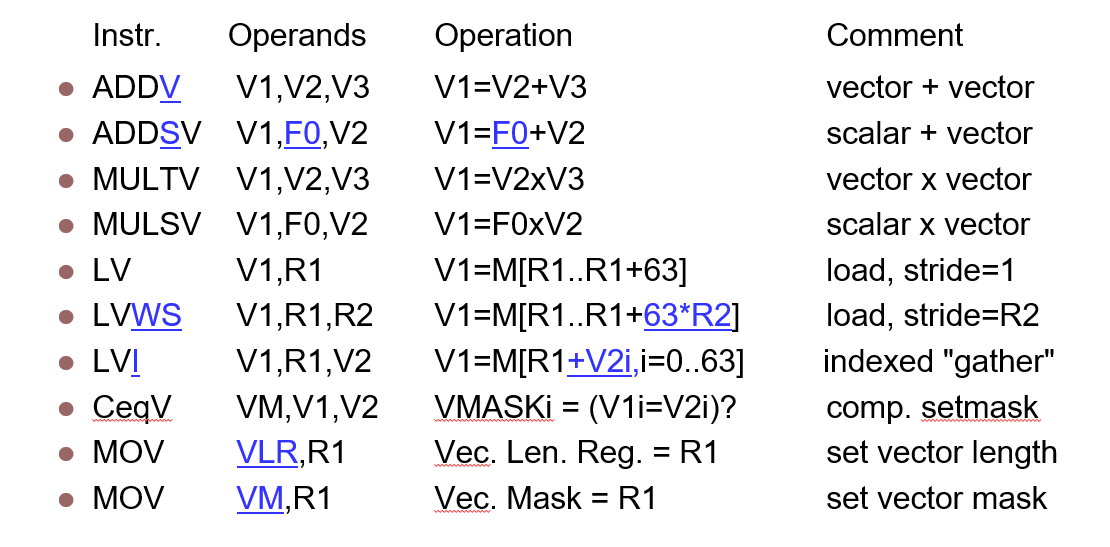 Instr. Operands Operation Comment
• ADDV V1,V2,V3 V1=V2+V3 vector + vector
• ADDSV V1,F0,V2 V1=F0+V2 scalar + vector
• MULTV V1,V2,V3 V1=V2xV3 vector x vector
• MULSV V1,F0,V2 V1=F0xV2 scalar x vector
• LV V1,R1 V1=M[R1..R1+63] load, stride=1
• LVWS V1,R1,R2 V1=M[R1..R1+63*R2] load, stride=R2
• LVI V1,R1,V2 V1=M[R1+V2i,i=0..63] indexed "gather"
• CeqV VM,V1,V2 VMASKi = (V1i=V2i)? comp. setmask
• MOV VLR,R1 Vec. Len. Reg. = R1 set vector length
• MOV VM,R1 Vec. Mask = R1 set vector mask